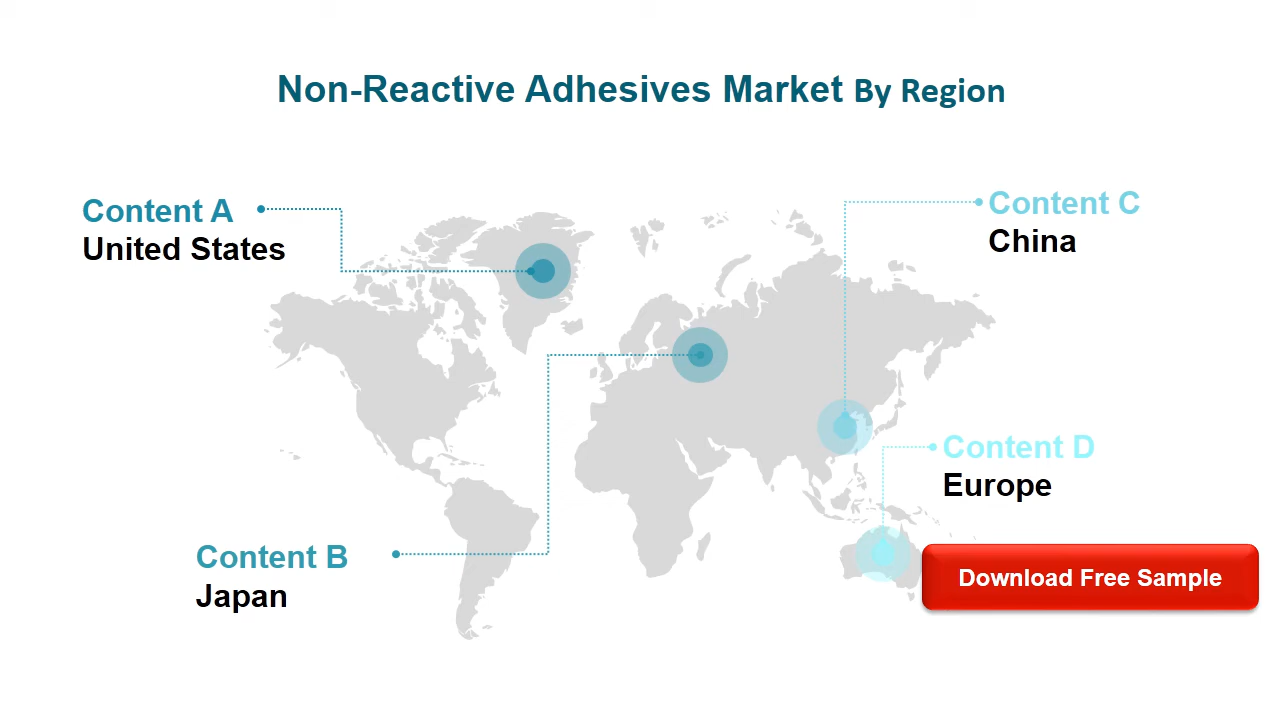 Non-Reactive Adhesives Market By Region
Content A
United States
Content C
China
Content D
Europe
Content B
Japan
Download Free Sample